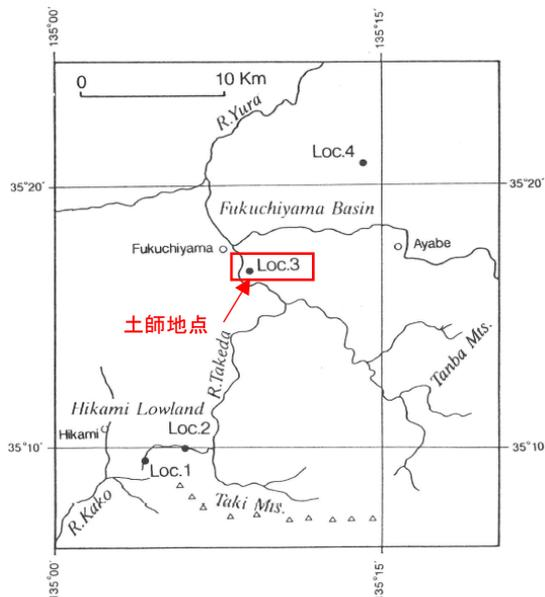 135°00′
135°15′
0 10 Km
R.Yura
Loc.4
35°20′
35°20′
Fukuchiyama Basin
Fukuchiyama
Ayabe
Loc.3
土師地点
R.Takeda
Tanba Mts.
Hikami Lowland
Hikami
Loc.2
35°10′
35°10′
Loc.1
R.Kako
Taki Mts.
135°00′
135°15′